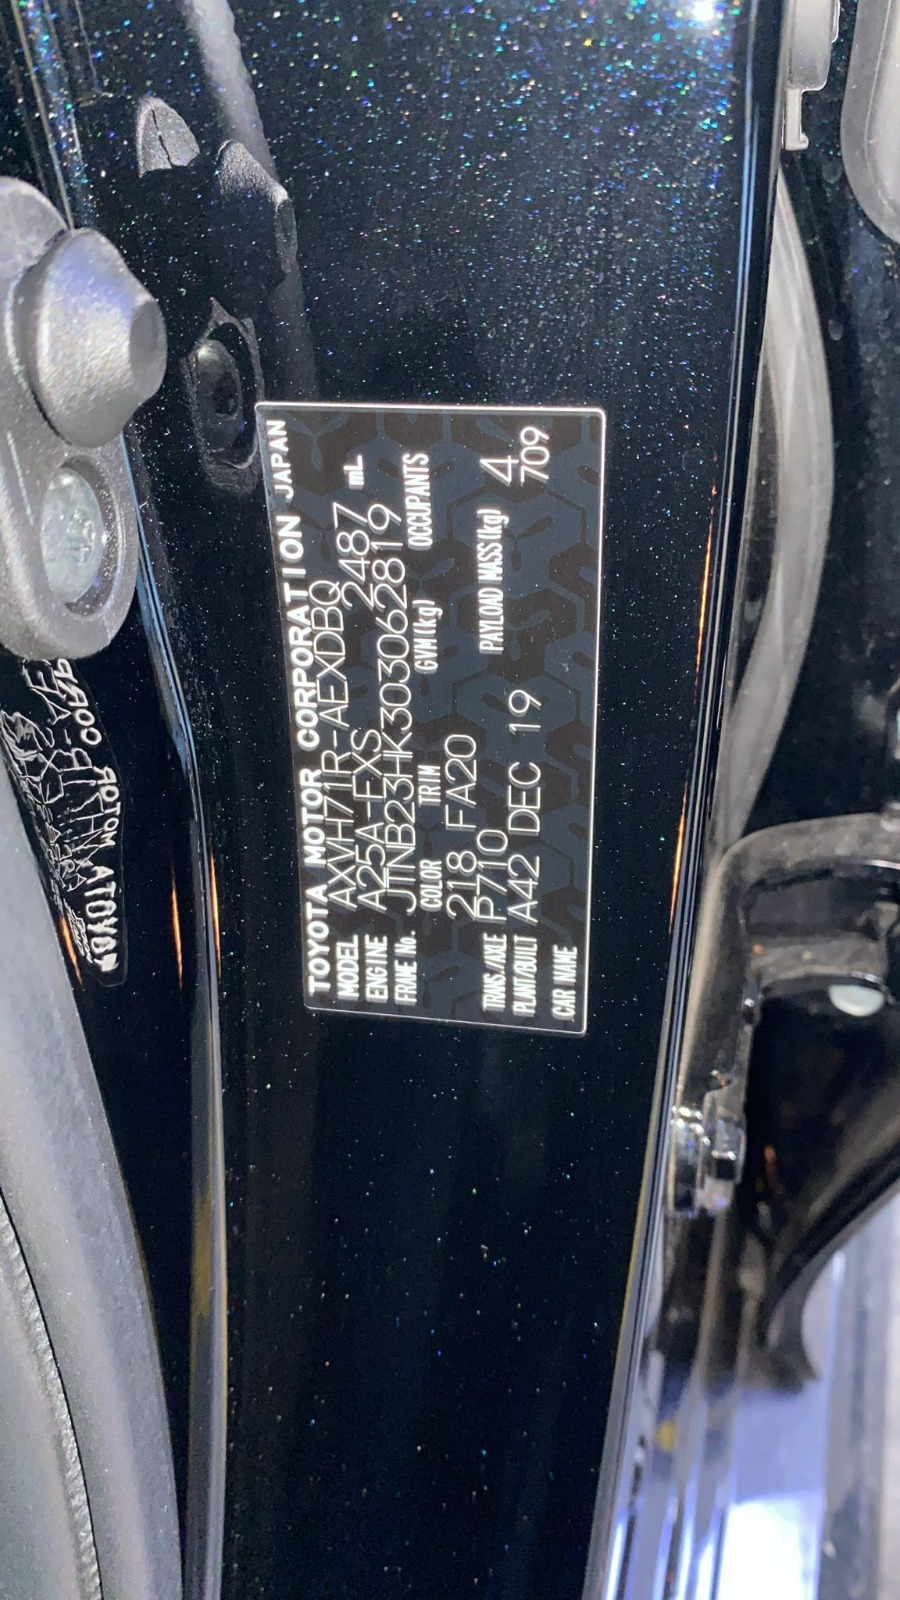 TOYOTA MOTOR CORPORATION JAPAN
MODEL AXVH71R-AEXDBQ
ENGINE A25A-FXS 2487 mL
FRAME No. JTNB23HK303062819
COLOR TRIM GVM(kg) OCCUPANTS
218 FA20
TRANS./AXLE P710 PAYLOAD MASS(kg) 4
PLANT/BUILT A42 DEC 19 709
CAR NAME